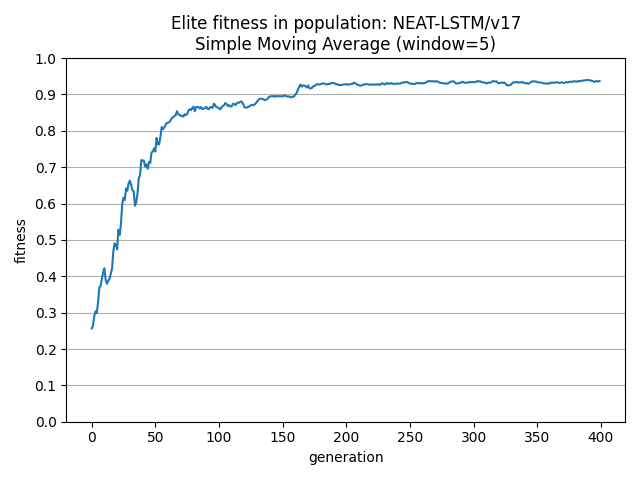 Elite fitness in population: NEAT-LSTM/v17
Simple Moving Average (window=5)
fitness
1.0
0.9
0.8
0.7
0.6
0.5
0.4
0.3
0.2
0.1
0.0
0 50 100 150 200 250 300 350 400
generation